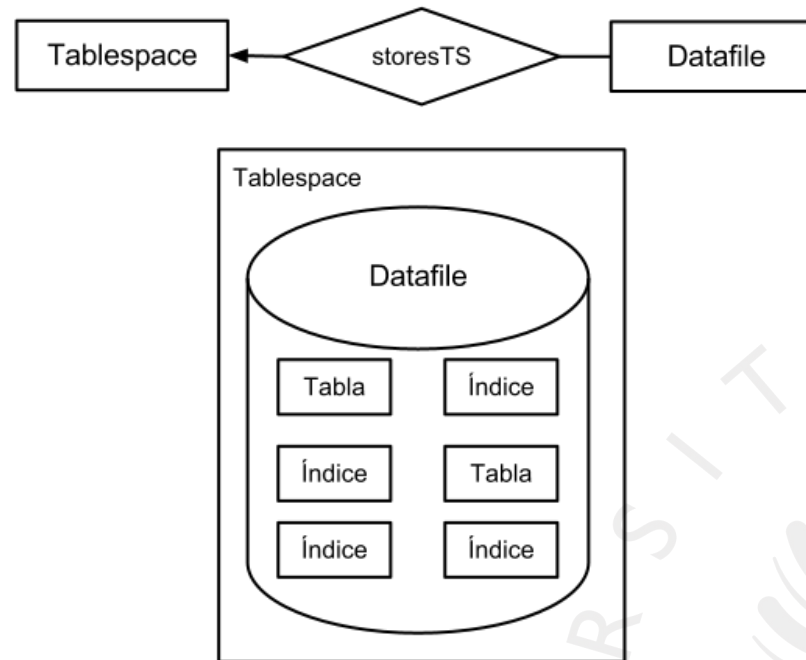 Tablespace
storesTS
Datafile
Tablespace
Datafile
Tabla
Índice
Índice
Tabla
Índice
Índice
R S I T